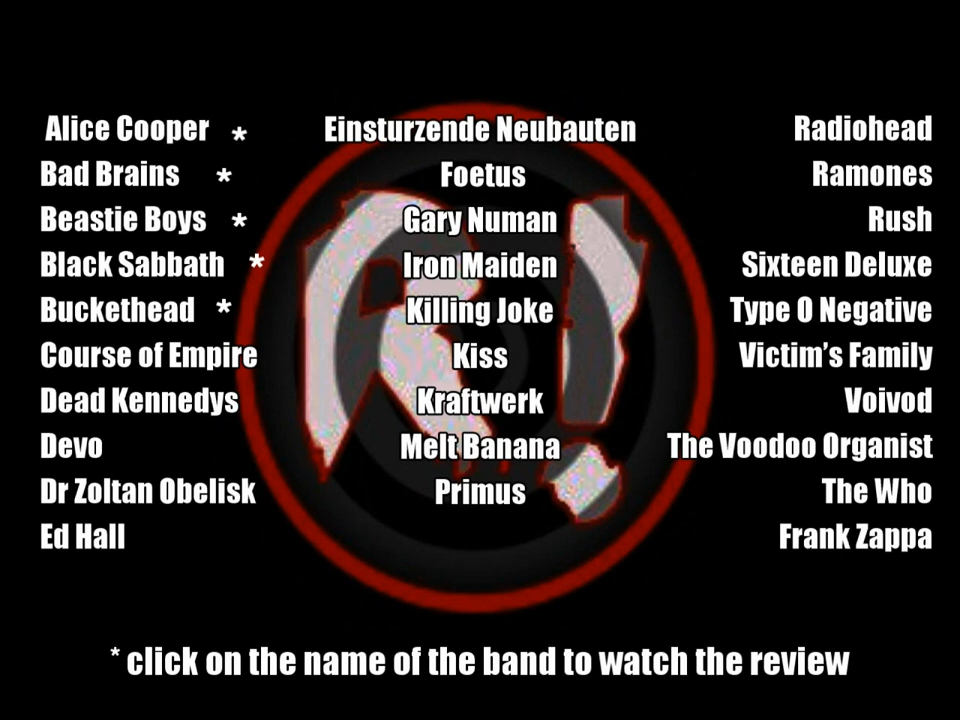 Alice Cooper *
Bad Brains *
Beastie Boys *
Black Sabbath *
Buckethead *
Course of Empire
Dead Kennedys
Devo
Dr Zoltan Obelisk
Ed Hall
Einsturzende Neubauten
Foetus
Gary Numan
Iron Maiden
Killing Joke
Kiss
Kraftwerk
Melt Banana
Primus
Radiohead
Ramones
Rush
Sixteen Deluxe
Type O Negative
Victim's Family
Voivod
The Voodoo Organist
The Who
Frank Zappa
R!
* click on the name of the band to watch the review